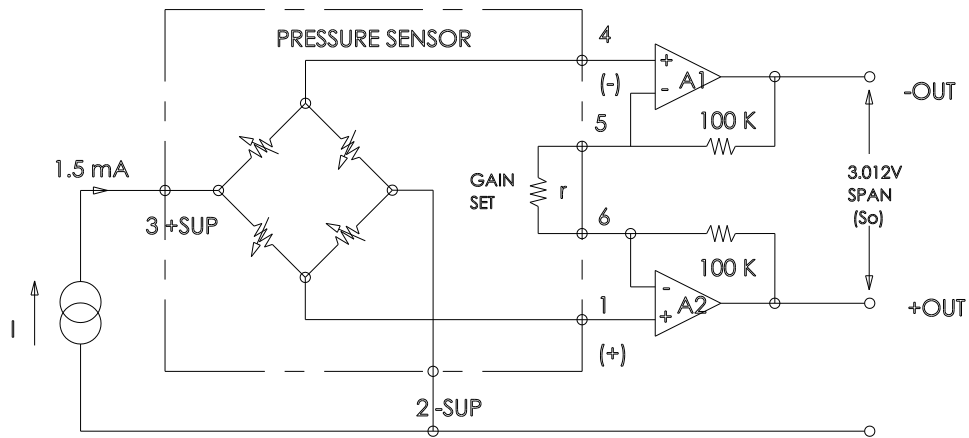 PRESSURE SENSOR
4
+
A1
-
(-)
-OUT
5
100 K
1.5 mA
GAIN
SET
r
3.012V
SPAN
(So)
3 +SUP
6
100 K
-
A2
+
+OUT
1
I
(+)
2 -SUP